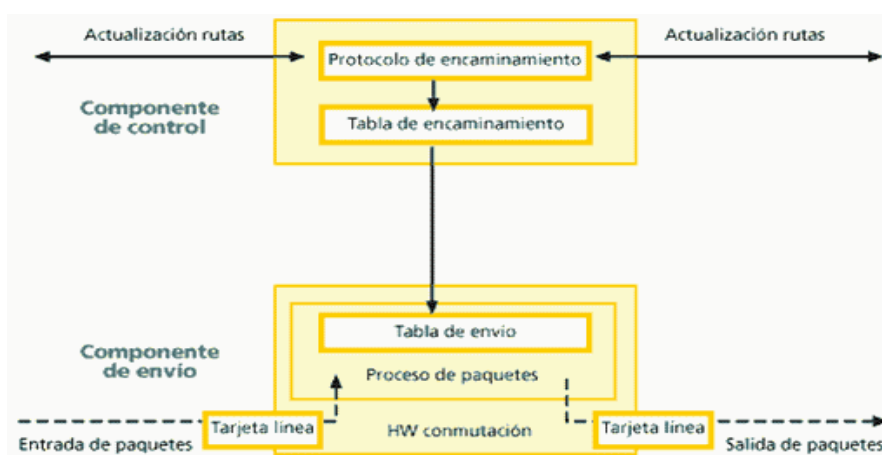 Actualización rutas
Actualización rutas
Protocolo de encaminamiento
Componente
de control
Tabla de encaminamiento
Tabla de envio
Componente
de envío
Proceso de paquetes
Tarjeta línea
HW conmutación
Tarjeta línea
Entrada de paquetes
Salida de paquetes